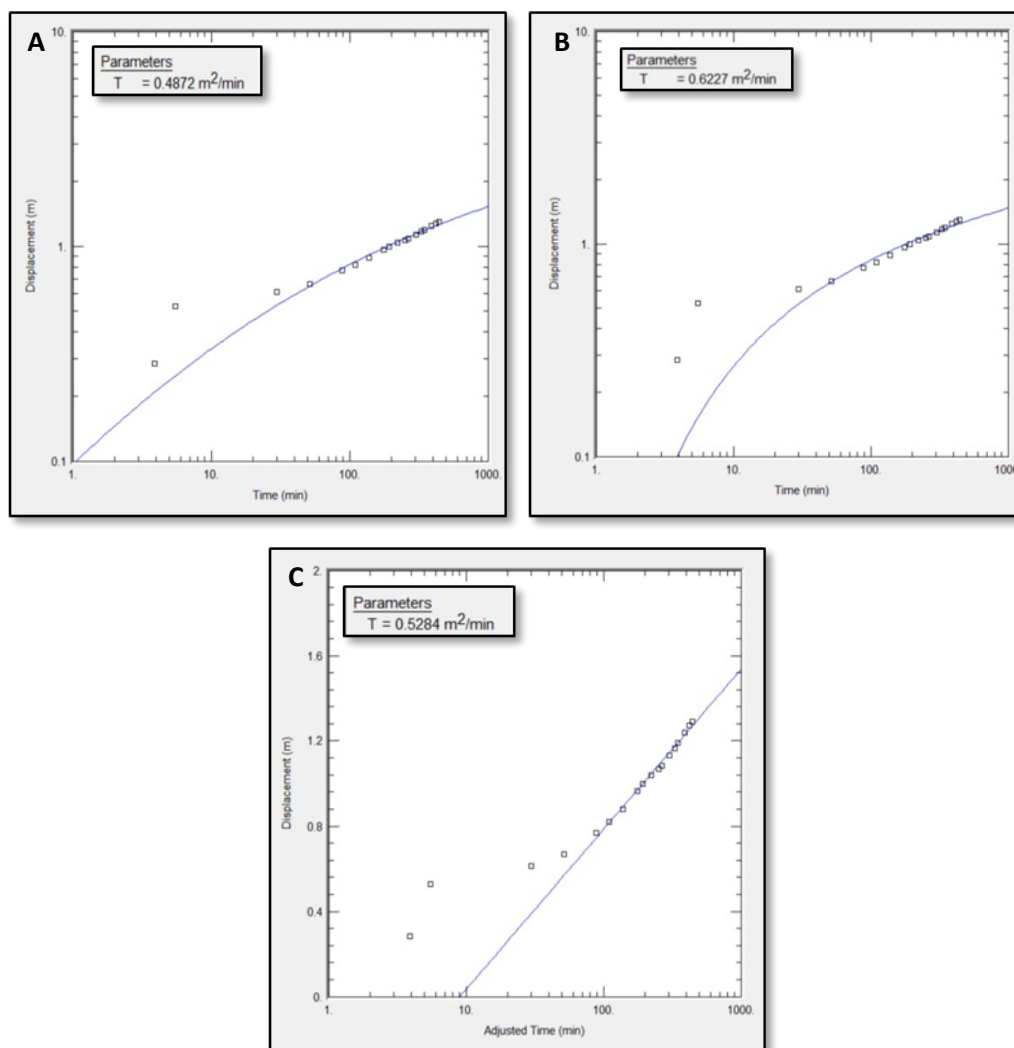 A
Parameters
T = 0.4872 m²/min
10.
1.
0.1
Displacement (m)
1. 10. 100. 1000.
Time (min)
B
Parameters
T = 0.6227 m²/min
10.
1.
0.1
Displacement (m)
1. 10. 100. 1000.
Time (min)
C
Parameters
T = 0.5284 m²/min
2.
1.6
1.2
0.8
0.4
0.
Displacement (m)
1. 10. 100. 1000.
Adjusted Time (min)